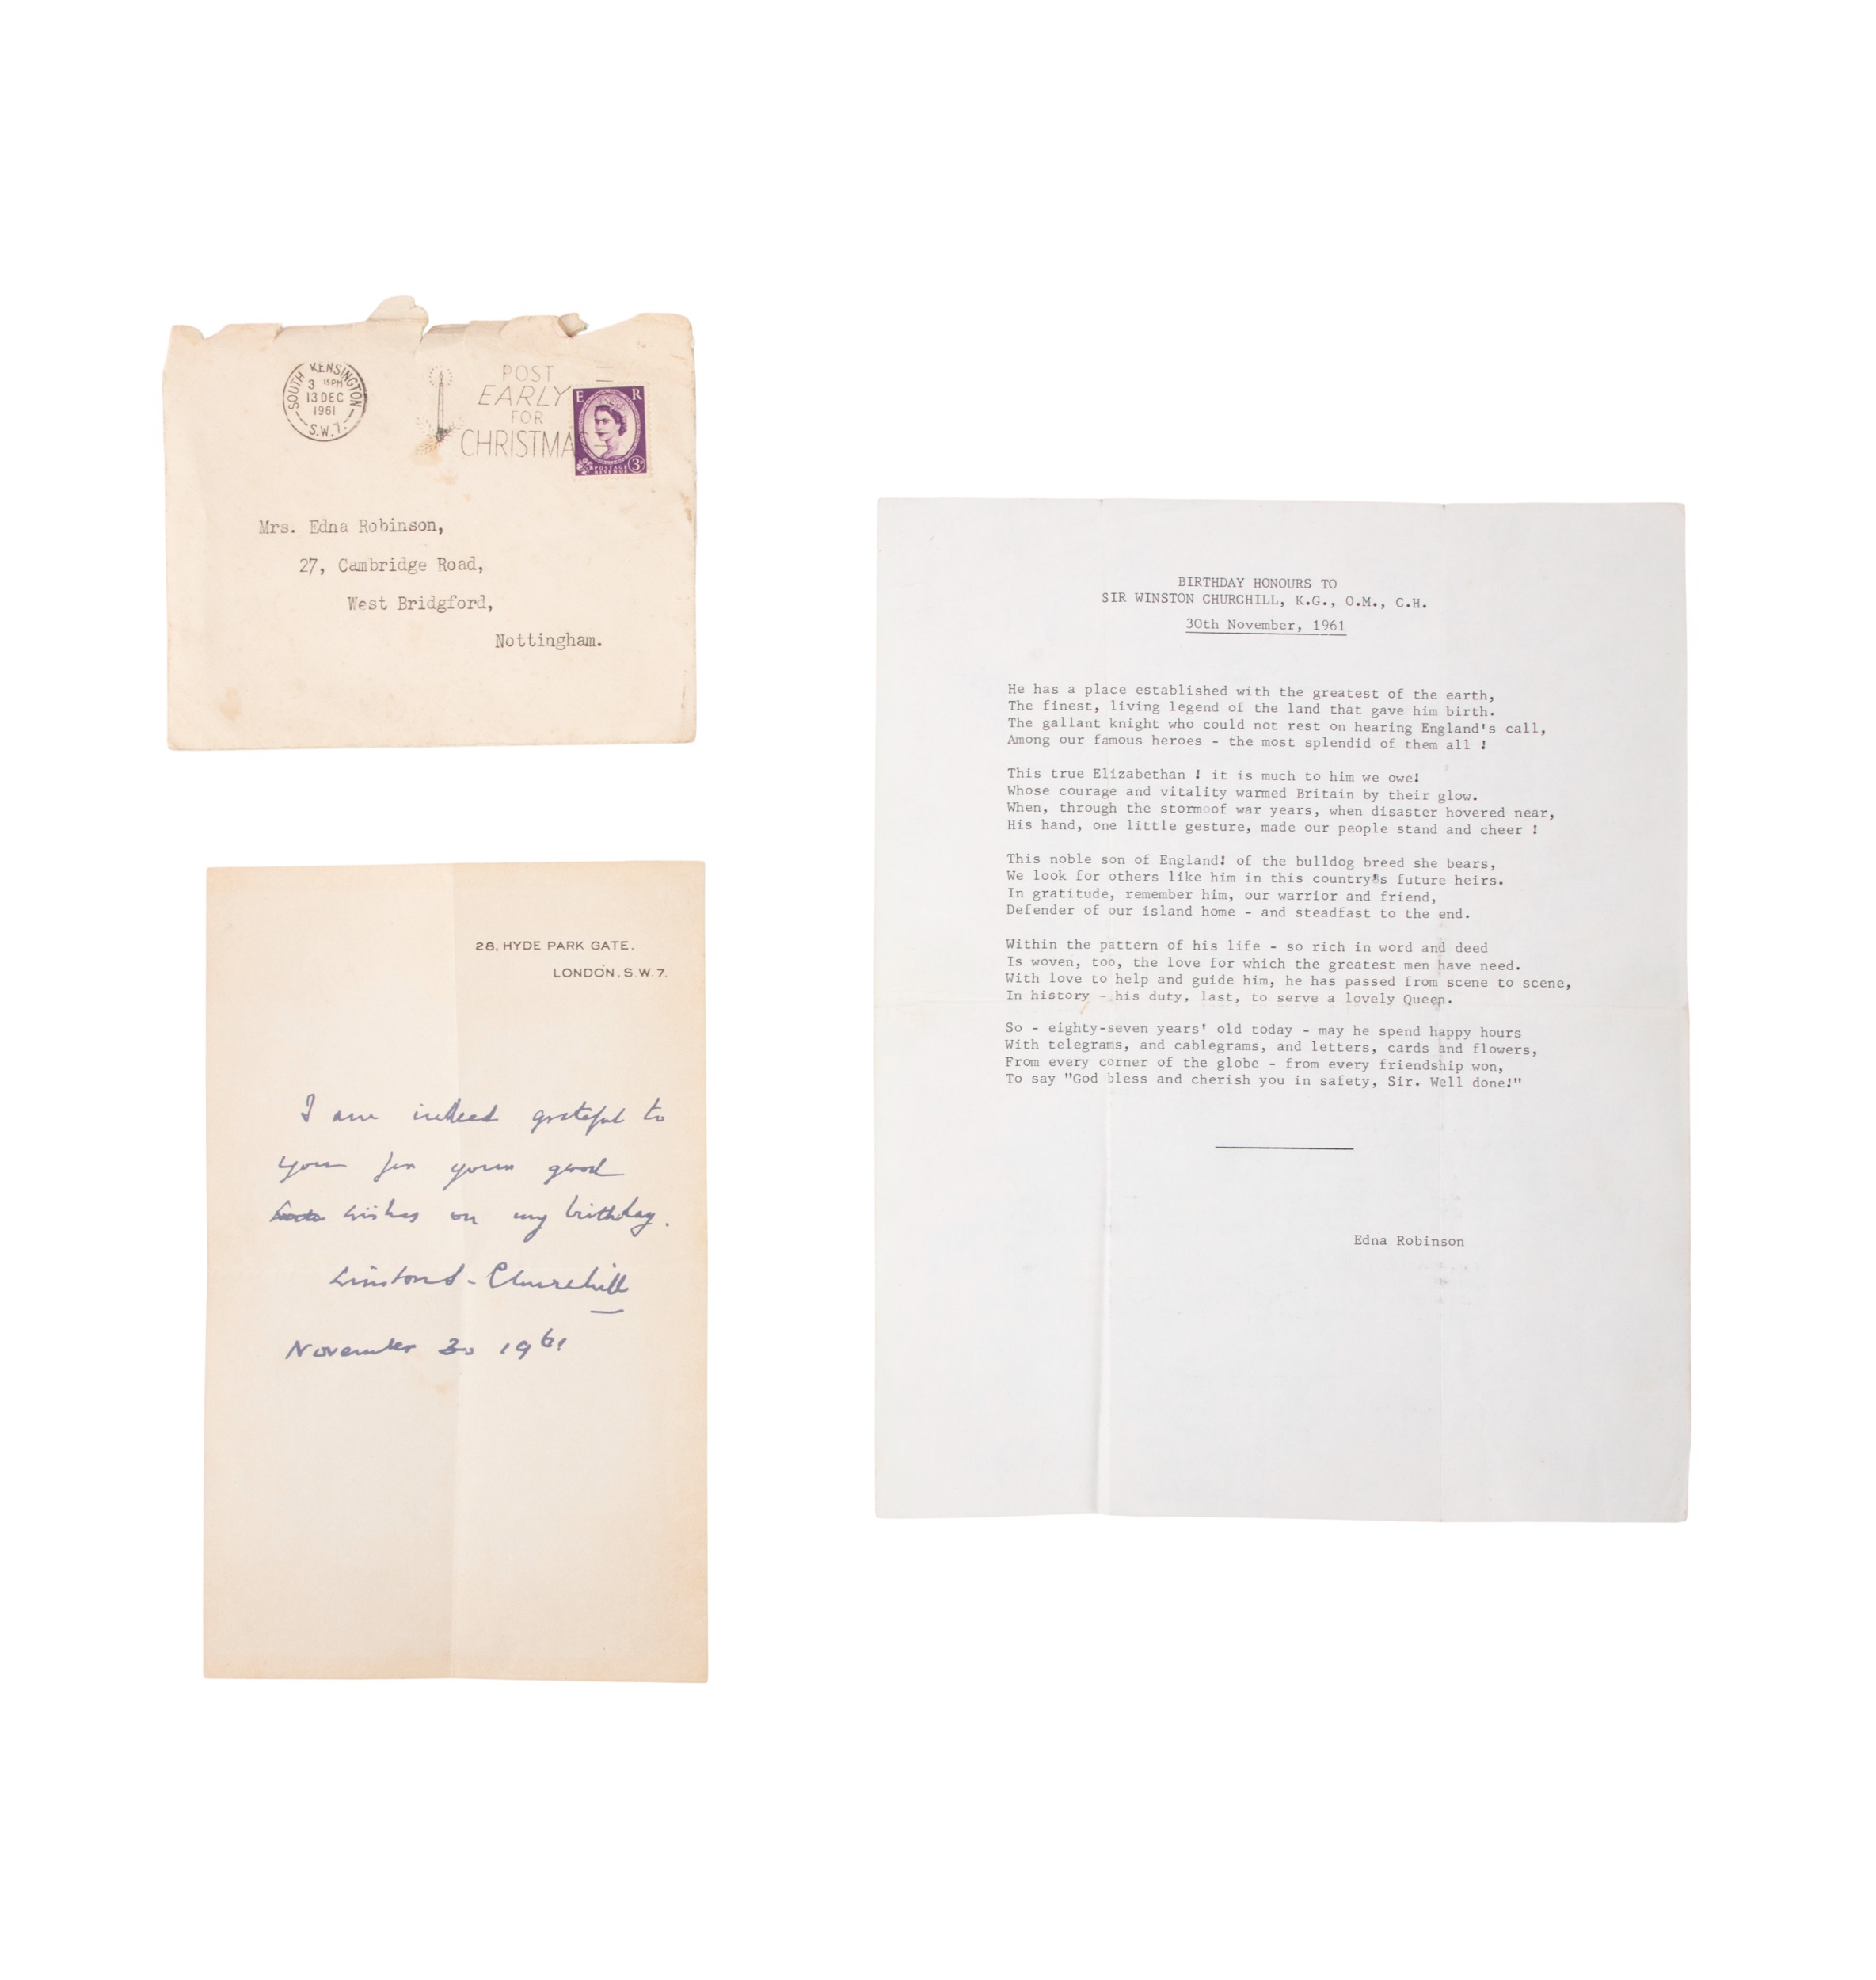 SOUTH KENSINGTON
3 15PM
13 DEC
1961
S.W.7.
POST
EARLY
FOR
CHRISTMA
E R
POSTAGE
REVENUE
3D
Mrs. Edna Robinson,
27, Cambridge Road,
West Bridgford,
Nottingham.
28, HYDE PARK GATE,
LONDON, S.W.7.
I am indeed grateful to
you for your good
wishes on my birthday.
Winston S. Churchill
November 30 1961
BIRTHDAY HONOURS TO
SIR WINSTON CHURCHILL, K.G., O.M., C.H.
30th November, 1961
He has a place established with the greatest of the earth,
The finest, living legend of the land that gave him birth.
The gallant knight who could not rest on hearing England's call,
Among our famous heroes - the most splendid of them all !
This true Elizabethan ! it is much to him we owe!
Whose courage and vitality warmed Britain by their glow.
When, through the storm of war years, when disaster hovered near,
His hand, one little gesture, made our people stand and cheer !
This noble son of England! of the bulldog breed she bears,
We look for others like him in this country's future heirs.
In gratitude, remember him, our warrior and friend,
Defender of our island home - and steadfast to the end.
Within the pattern of his life - so rich in word and deed
Is woven, too, the love for which the greatest men have need.
With love to help and guide him, he has passed from scene to scene,
In history - his duty, last, to serve a lovely Queen.
So - eighty-seven years' old today - may he spend happy hours
With telegrams, and cablegrams, and letters, cards and flowers,
From every corner of the globe - from every friendship won,
To say "God bless and cherish you in safety, Sir. Well done!"
Edna Robinson